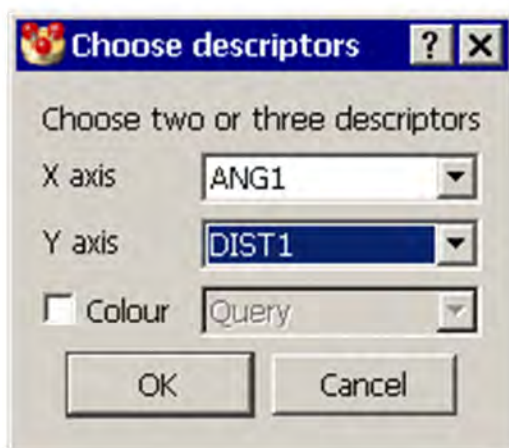 Choose descriptors ? ×
Choose two or three descriptors
X axis ANG1
Y axis DIST1
Colour Query
OK Cancel